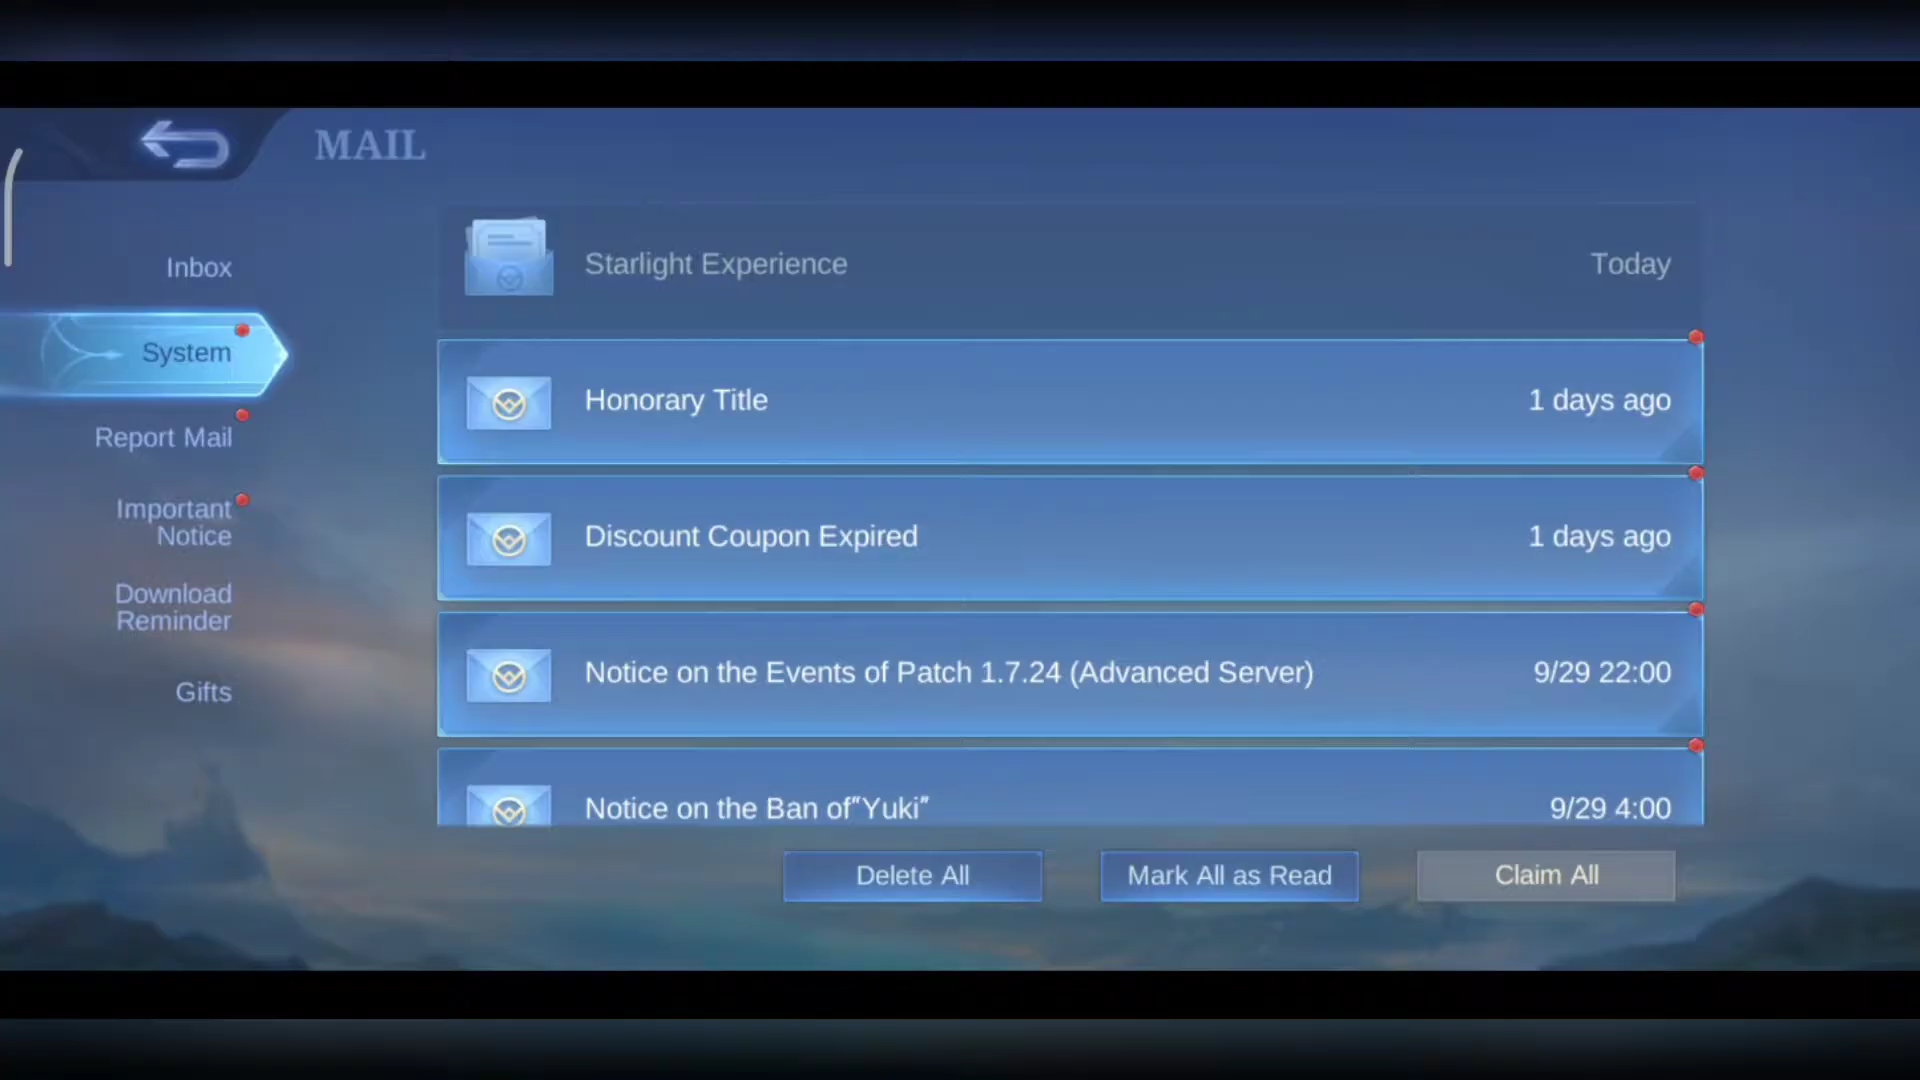 MAIL
Inbox
System
Report Mail
Important
Notice
Download
Reminder
Gifts
Starlight Experience Today
Honorary Title 1 days ago
Discount Coupon Expired 1 days ago
Notice on the Events of Patch 1.7.24 (Advanced Server) 9/29 22:00
Notice on the Ban of"Yuki" 9/29 4:00
Delete All Mark All as Read Claim All